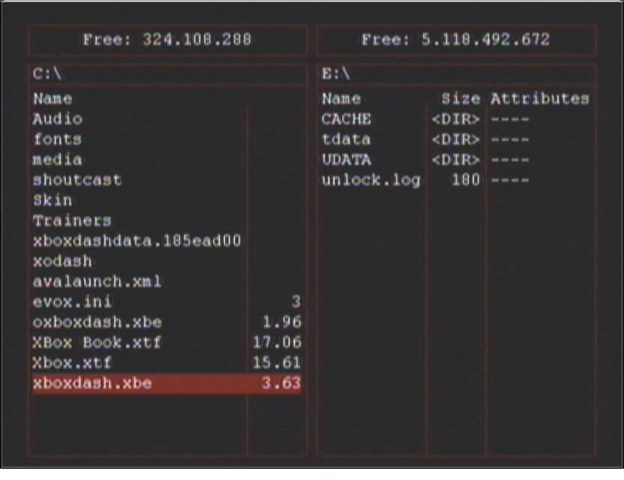 Free: 324.108.288
C:\
Name
Audio
fonts
media
shoutcast
Skin
Trainers
xboxdashdata.185ead00
xodash
avalaunch.xml
evox.ini 3
oxboxdash.xbe 1.96
XBox Book.xtf 17.06
Xbox.xtf 15.61
xboxdash.xbe 3.63
Free: 5.118.492.672
E:\
Name Size Attributes
CACHE <DIR> ----
tdata <DIR> ----
UDATA <DIR> ----
unlock.log 180 ----